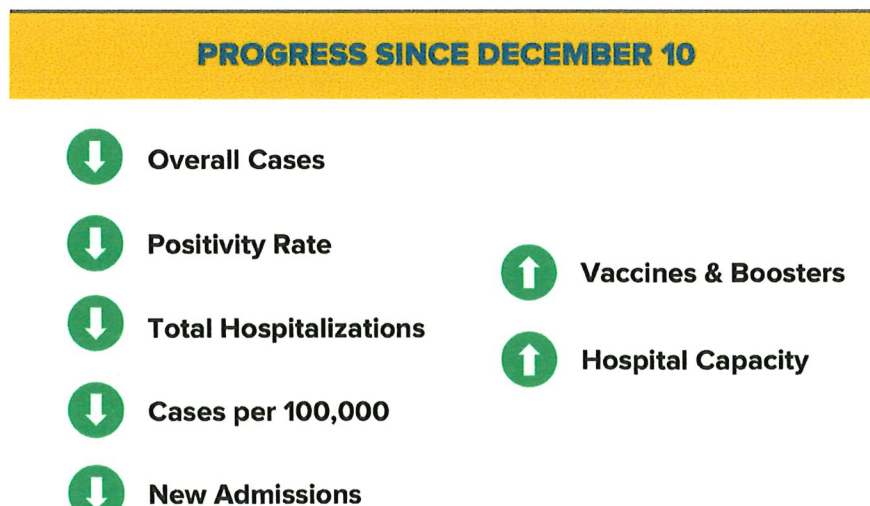 PROGRESS SINCE DECEMBER 10
Overall Cases
Positivity Rate
Total Hospitalizations
Cases per 100,000
New Admissions
Vaccines & Boosters
Hospital Capacity